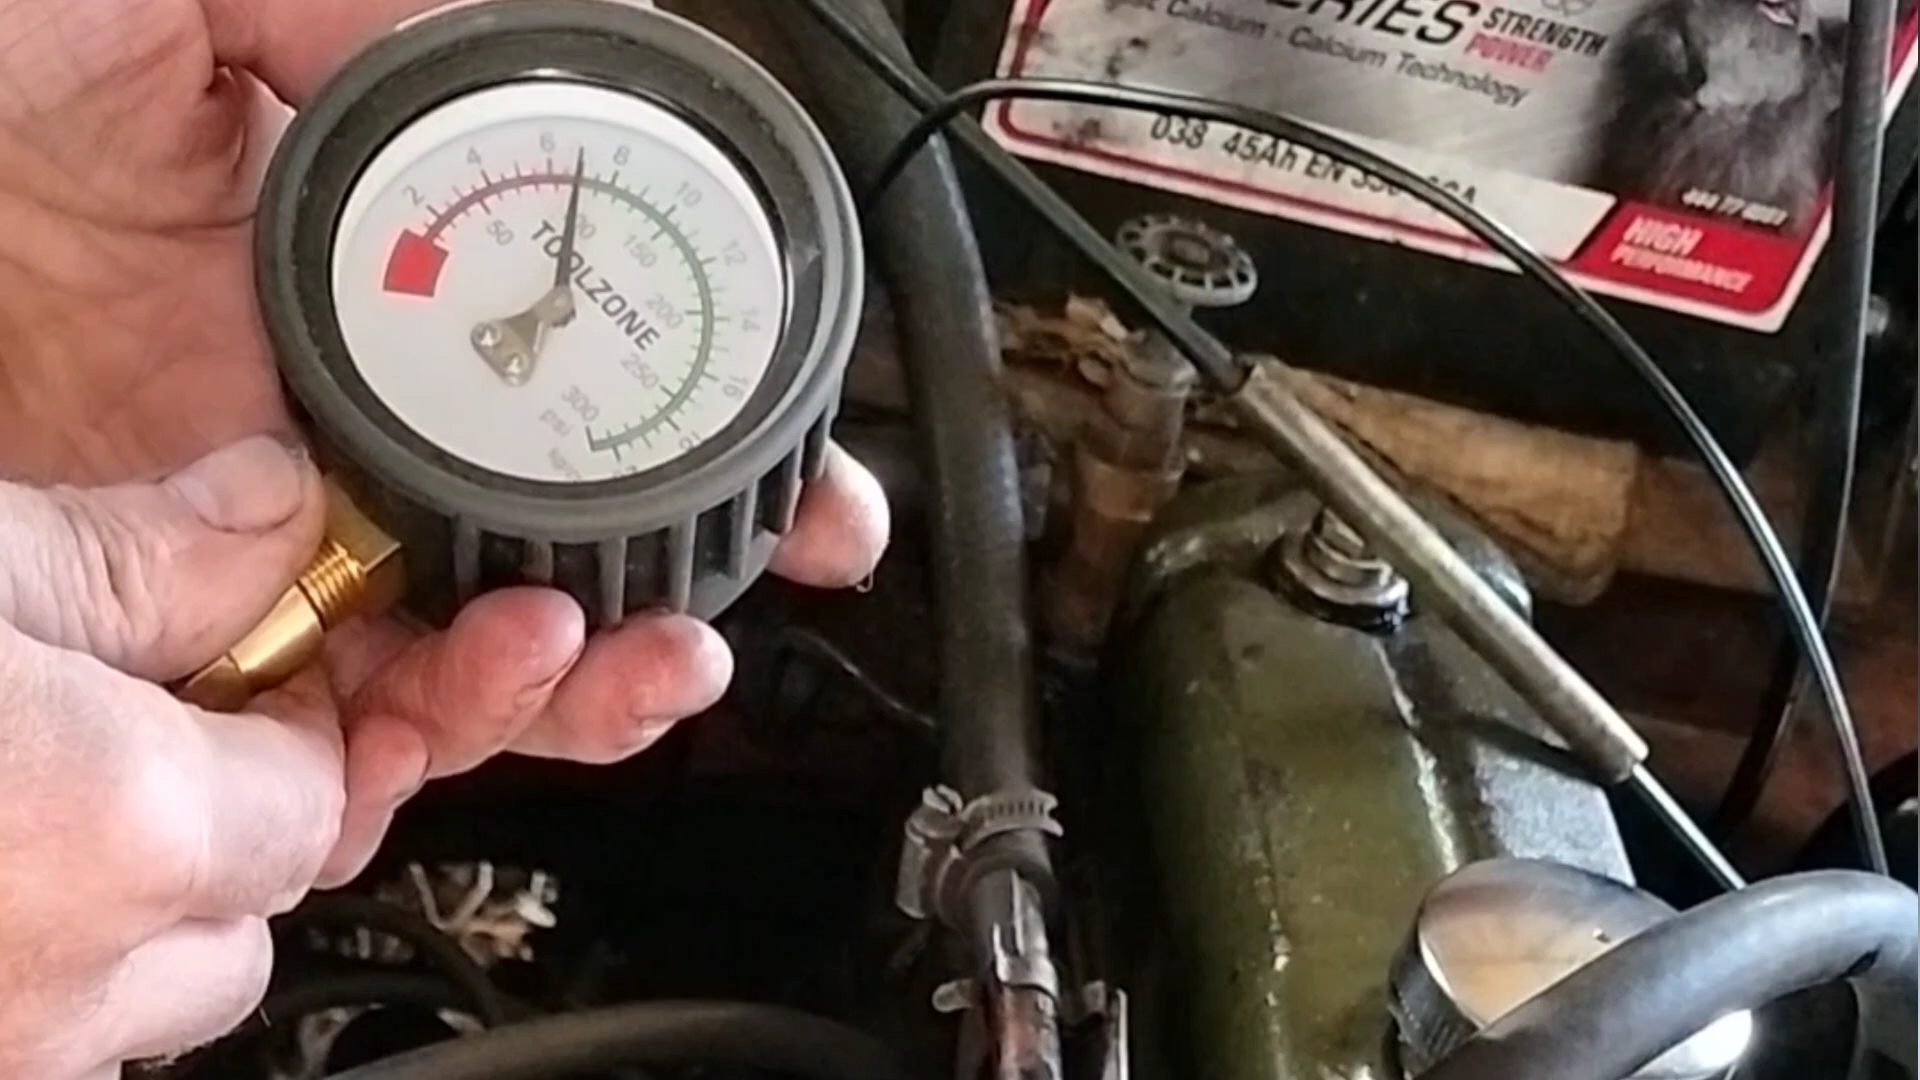 2
4
6
8
10
12
14
16
50
150
200
250
300
psi
TOOLZONE
STRENGTH
POWER
Calcium - Calcium Technology
038 45Ah EN
HIGH
PERFORMANCE